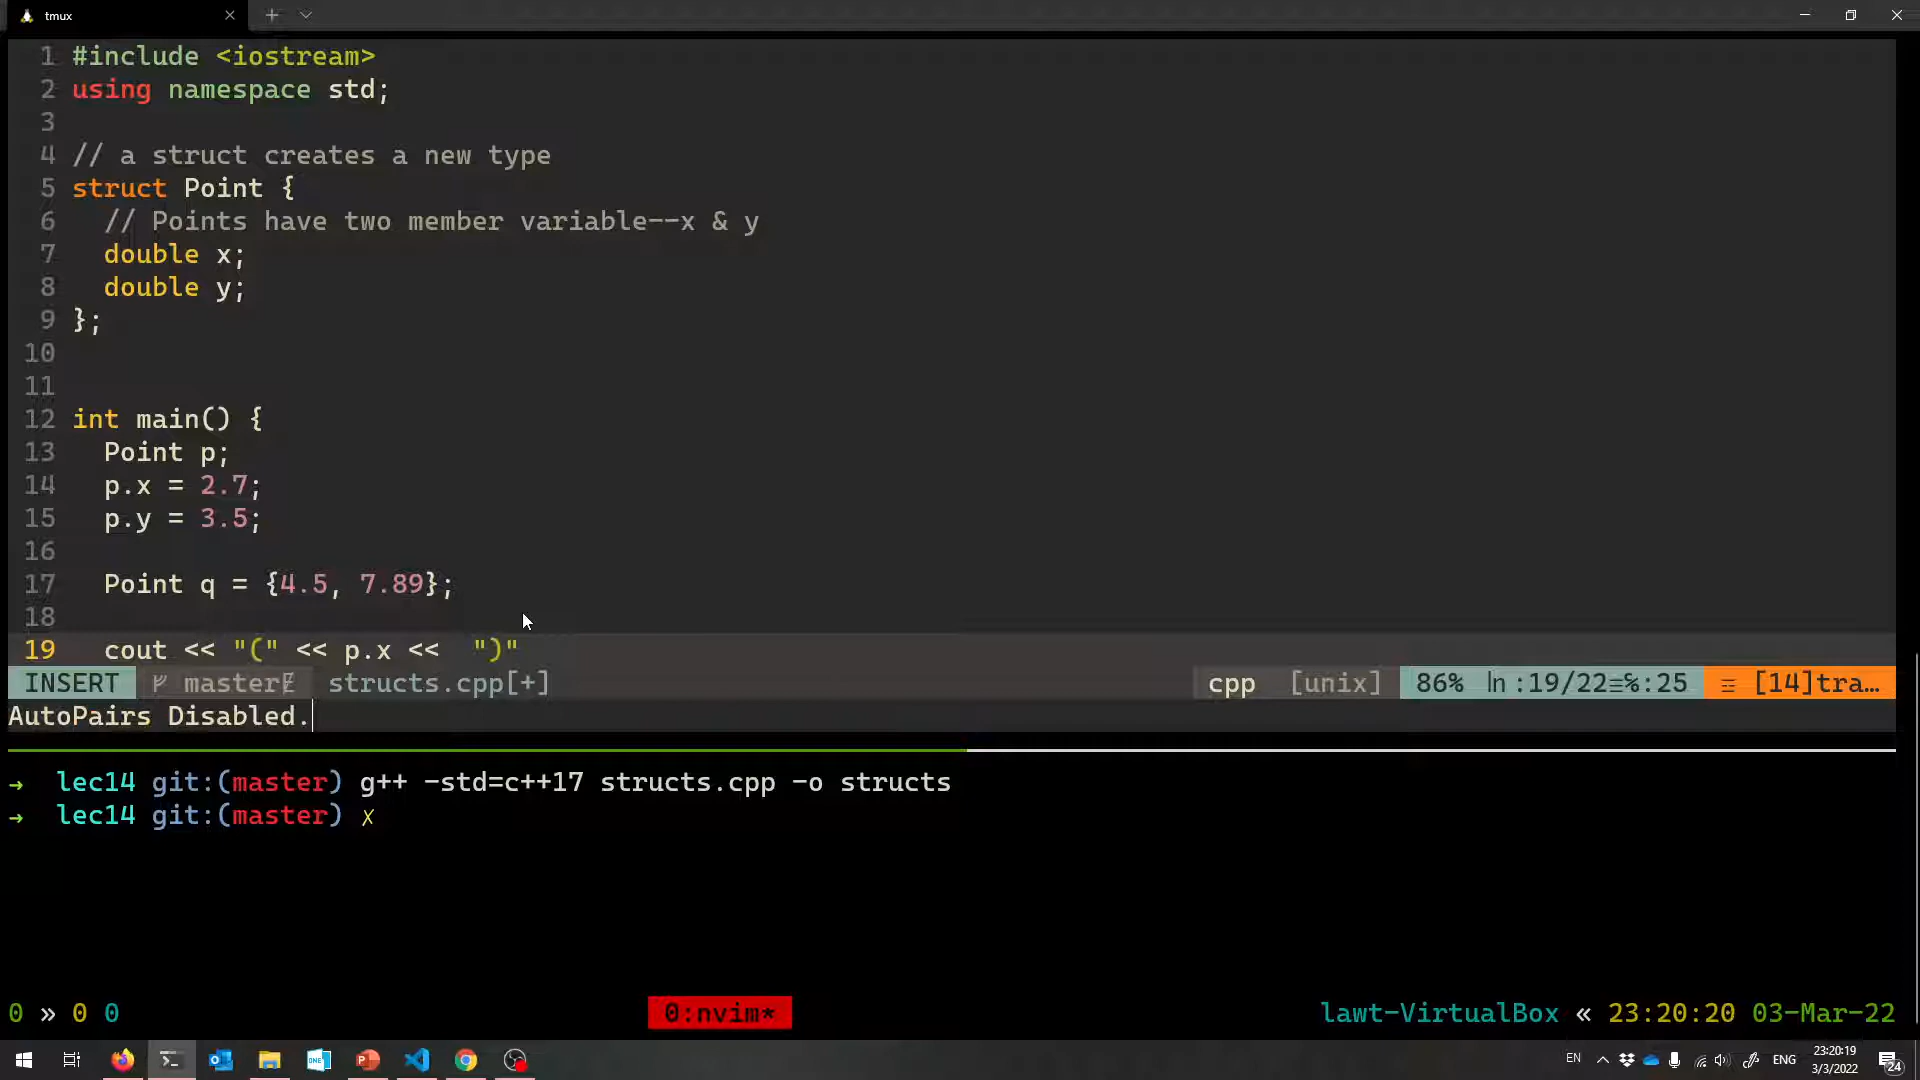 tmux
1 #include <iostream>
2 using namespace std;
3
4 // a struct creates a new type
5 struct Point {
6 // Points have two member variable--x & y
7 double x;
8 double y;
9 };
10
11
12 int main() {
13 Point p;
14 p.x = 2.7;
15 p.y = 3.5;
16
17 Point q = {4.5, 7.89};
18
19 cout << "(" << p.x <<  ")"
INSERT master structs.cpp[+] cpp [unix] 86% ln :19/22≡%:25 ☲ [14]tra…
AutoPairs Disabled.
→ lec14 git:(master) g++ -std=c++17 structs.cpp -o structs
→ lec14 git:(master) ✗
0 » 0 0 0:nvim* lawt-VirtualBox « 23:20:20 03-Mar-22
EN ENG 23:20:19
3/3/2022
24